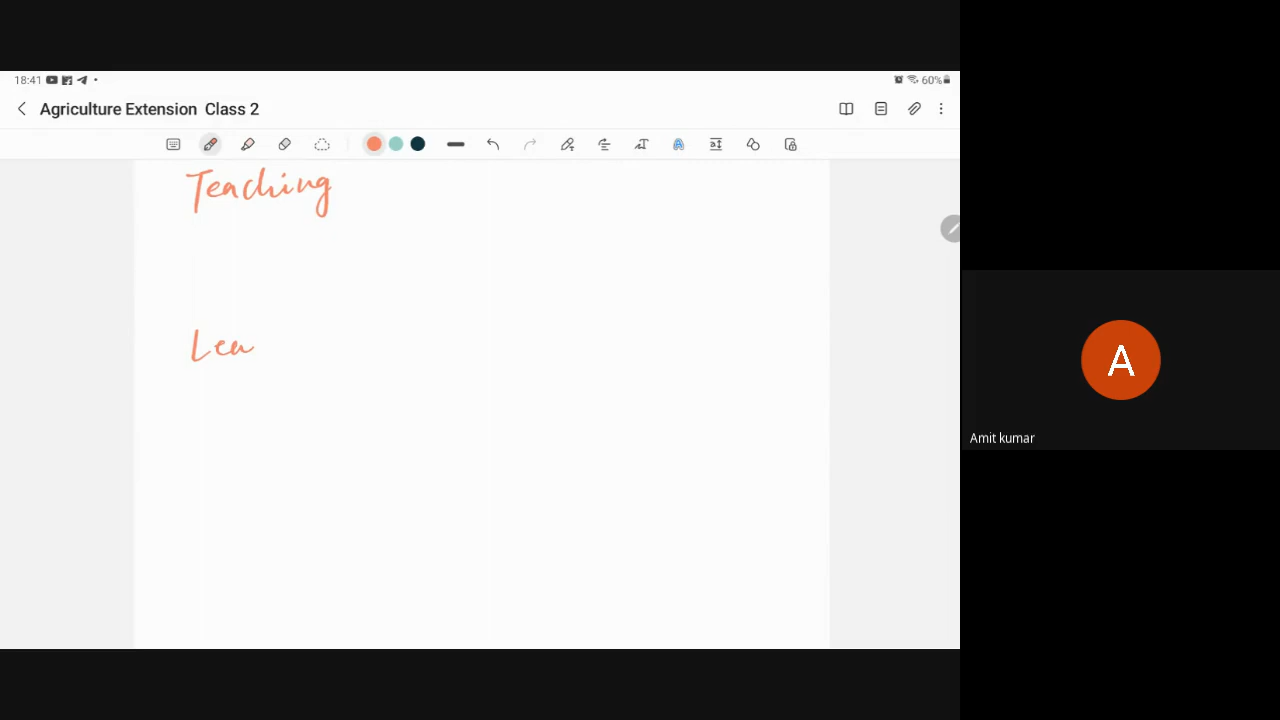 18:41 60%
Agriculture Extension Class 2
Teaching
Lea
A
Amit kumar